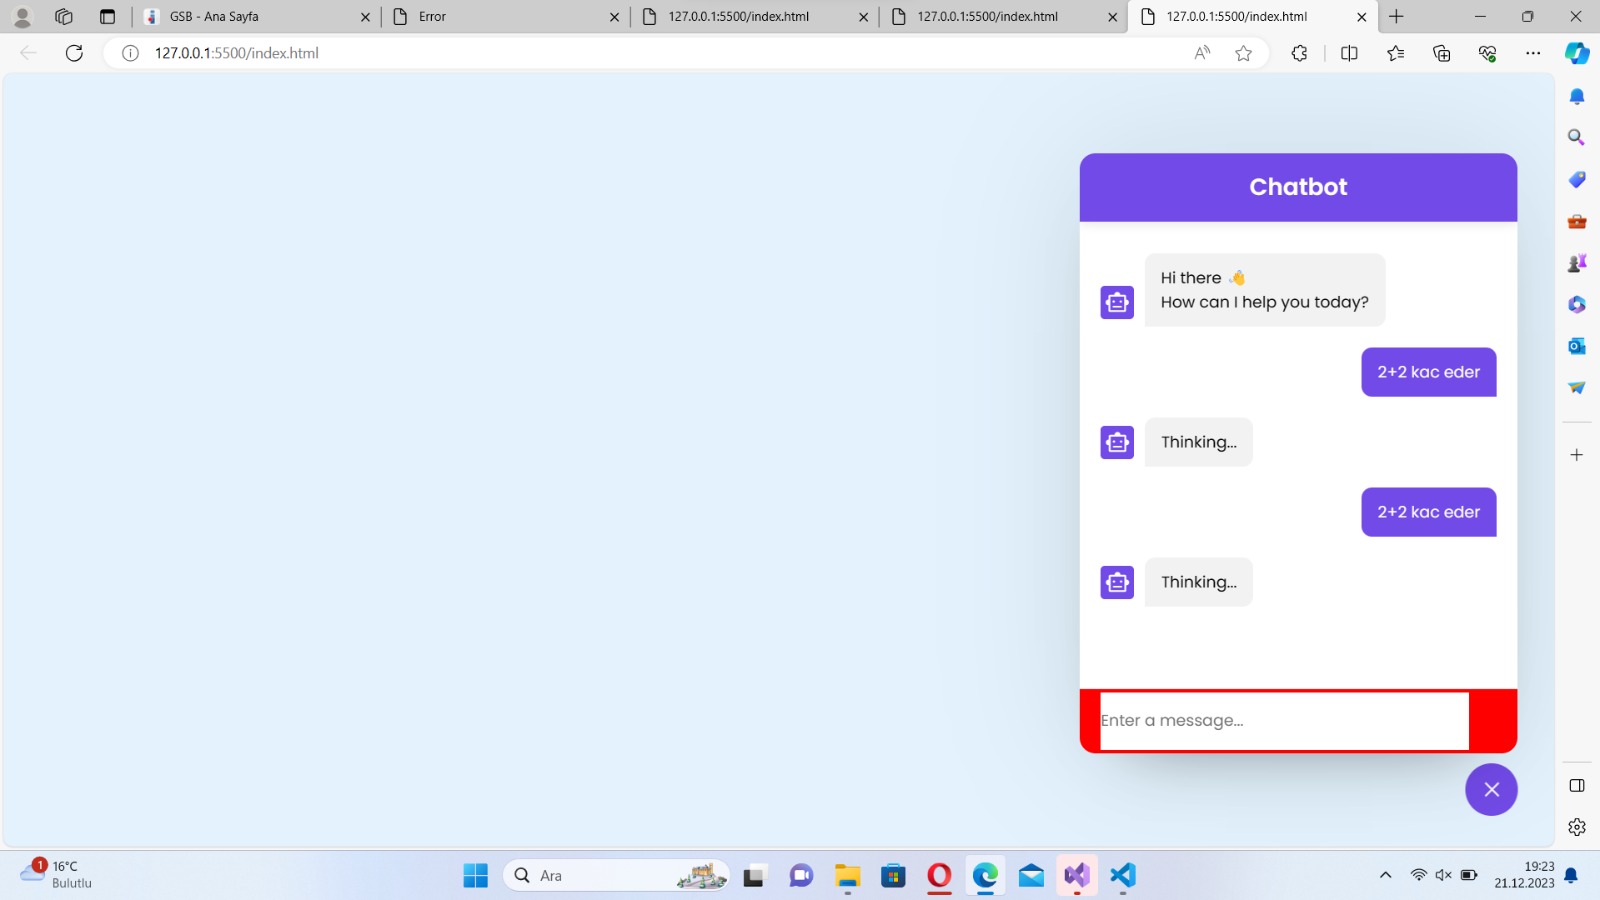 GSB - Ana Sayfa
Error
127.0.0.1:5500/index.html
127.0.0.1:5500/index.html
127.0.0.1:5500/index.html
127.0.0.1:5500/index.html
Chatbot
Hi there 👋
How can I help you today?
2+2 kac eder
Thinking...
2+2 kac eder
Thinking...
Enter a message...
1
16°C
Bulutlu
Ara
19:23
21.12.2023